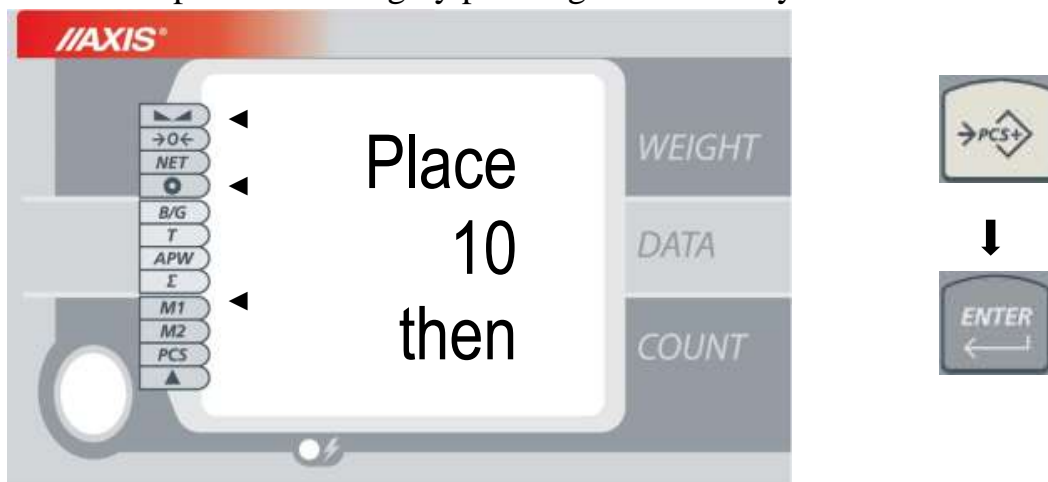 //AXIS®
→0←
NET
B/G
T
APW
Σ
M1
M2
PCS
Place
10
then
WEIGHT
DATA
COUNT
→PCS+
ENTER